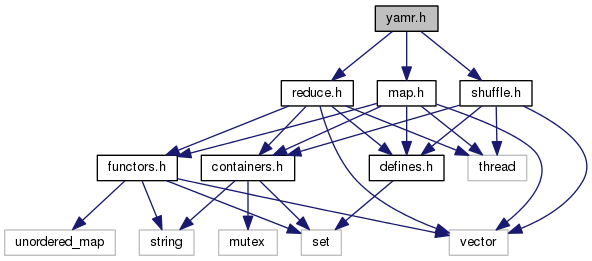 yamr.h
reduce.h
map.h
shuffle.h
functors.h
containers.h
defines.h
thread
unordered_map
string
mutex
set
vector